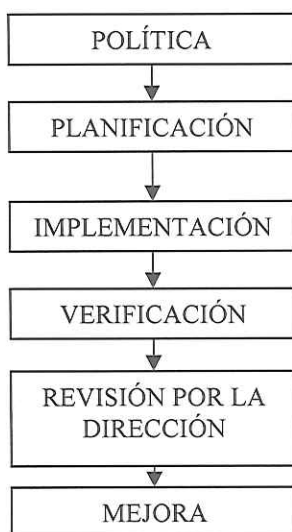 POLÍTICA
PLANIFICACIÓN
IMPLEMENTACIÓN
VERIFICACIÓN
REVISIÓN POR LA
DIRECCIÓN
MEJORA